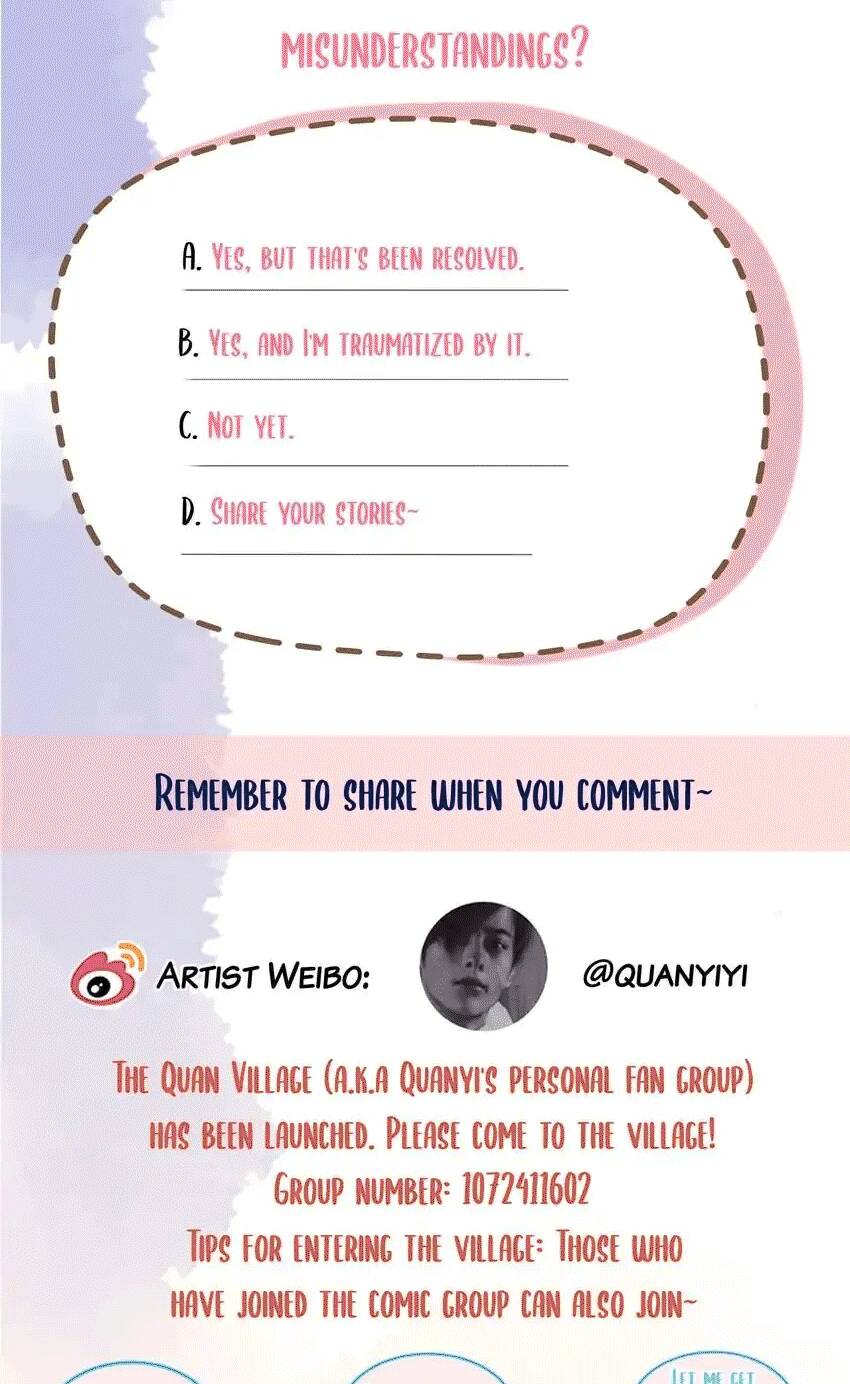 MISUNDERSTANDINGS?
A. YES, BUT THAT'S BEEN RESOLVED.
B. YES, AND I'M TRAUMATIZED BY IT.
C. NOT YET.
D. SHARE YOUR STORIES~
REMEMBER TO SHARE WHEN YOU COMMENT~
ARTIST WEIBO: @QUANYIYI
THE QUAN VILLAGE (A.K.A QUANYI'S PERSONAL FAN GROUP)
HAS BEEN LAUNCHED. PLEASE COME TO THE VILLAGE!
GROUP NUMBER: 1072411602
TIPS FOR ENTERING THE VILLAGE: THOSE WHO
HAVE JOINED THE COMIC GROUP CAN ALSO JOIN~
LET ME GET